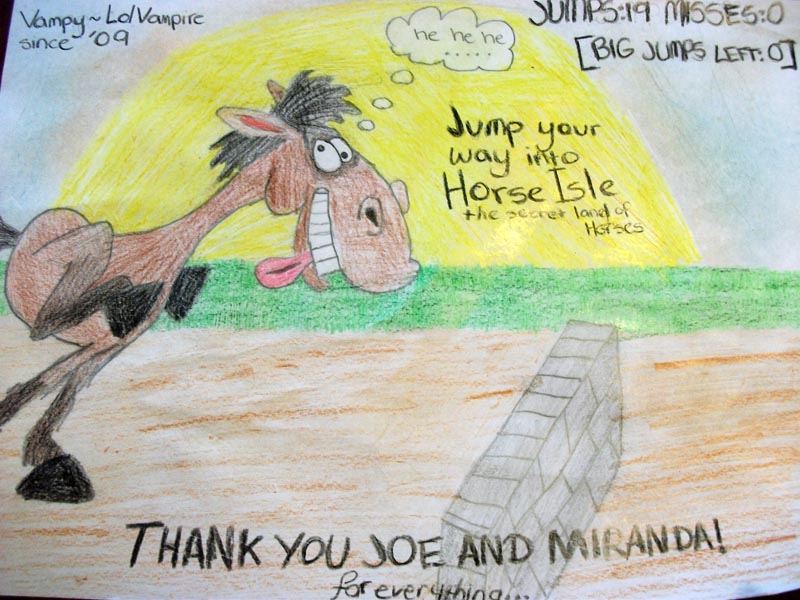 Vampy~LolVampire
since '09
JUMPS:19 MISSES:0
[BIG JUMPS LEFT:0]
he he he
.....
Jump your
way into
Horse Isle
the secret land of
Horses
THANK YOU JOE AND MIRANDA!
for everything...